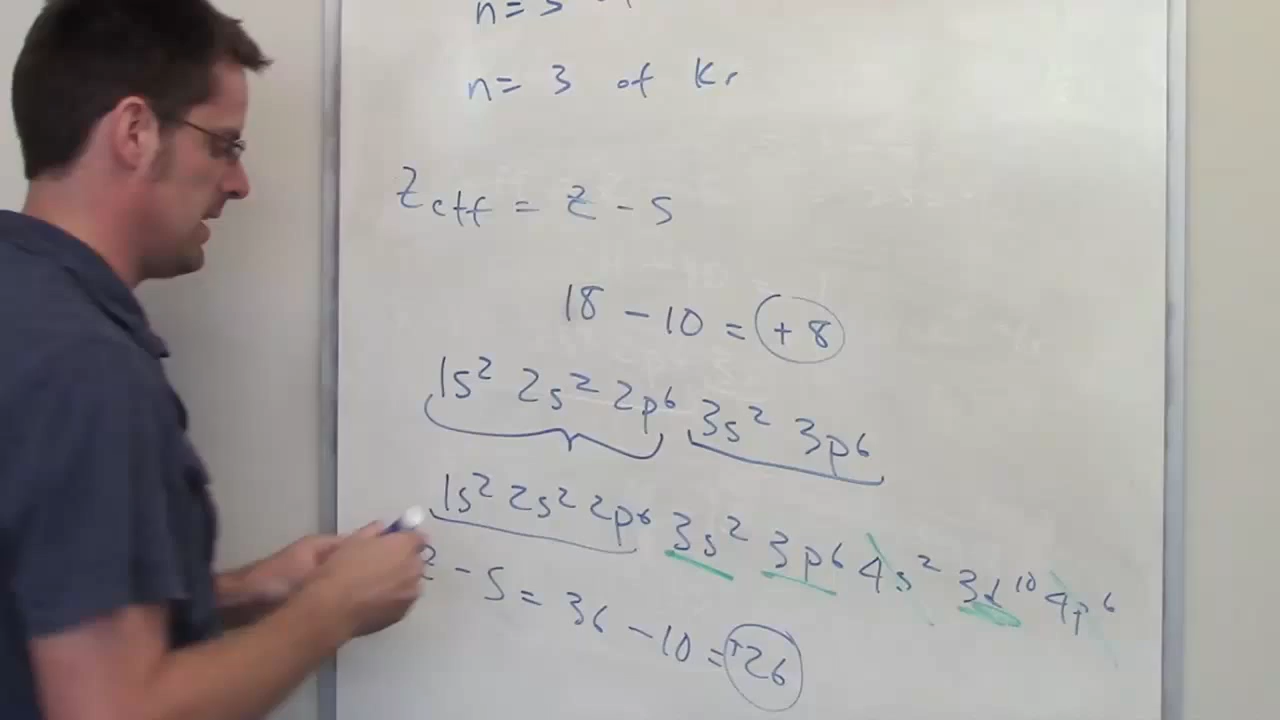 n = 3
n = 3 of Kr
Zeff = Z - S
18 - 10 = +8
1s² 2s² 2p⁶ 3s² 3p⁶
1s² 2s² 2p⁶ 3s² 3p⁶ 4s² 3d¹⁰ 4p⁶
Z - S = 36 - 10 = +26